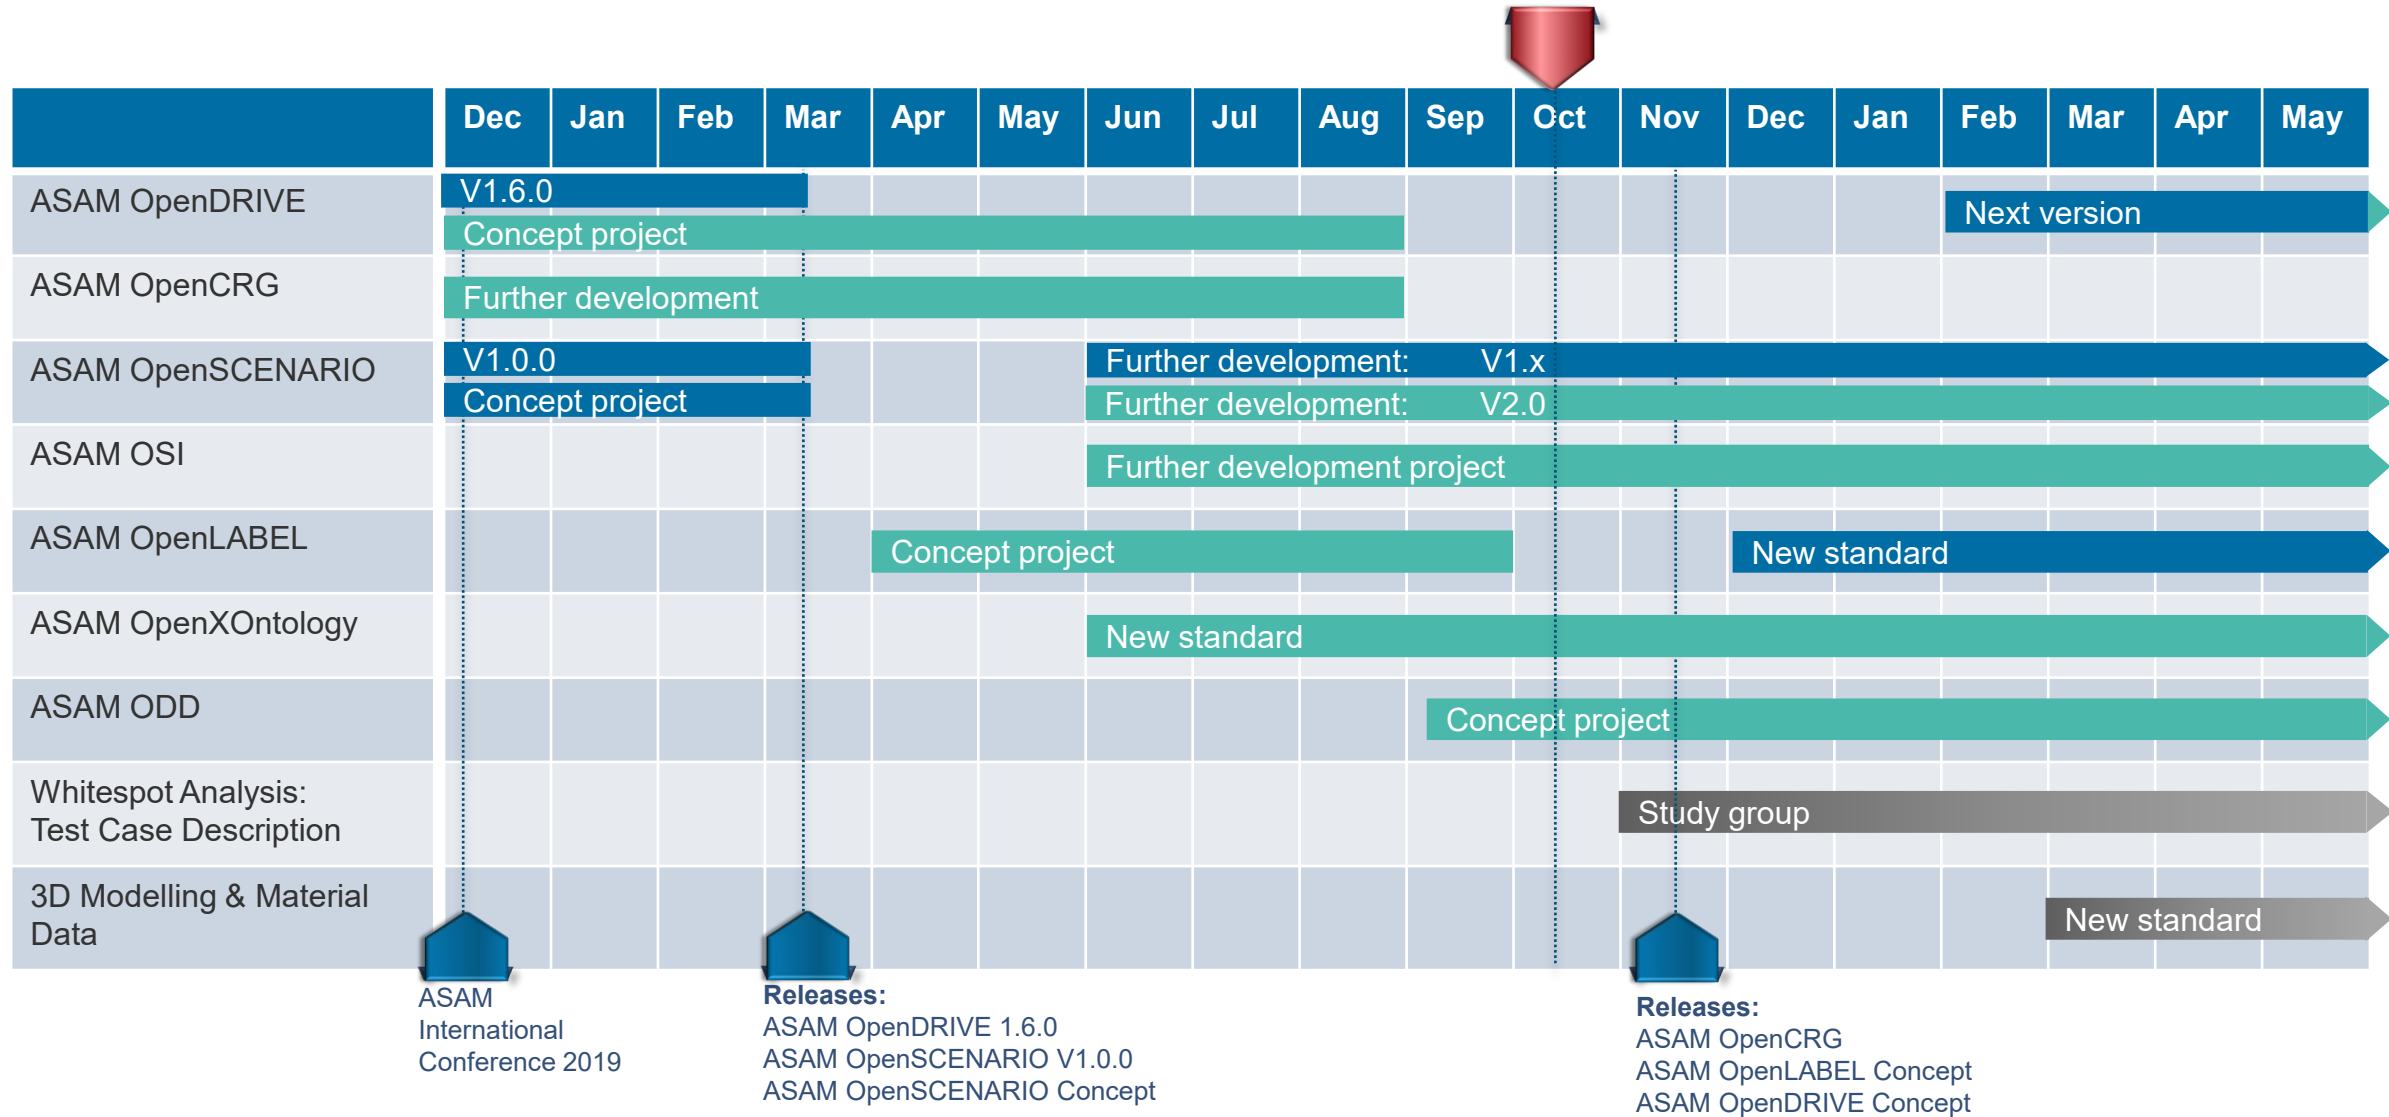 Dec Jan Feb Mar Apr May Jun Jul Aug Sep Oct Nov Dec Jan Feb Mar Apr May
ASAM OpenDRIVE
V1.6.0
Concept project
Next version
ASAM OpenCRG
Further development
ASAM OpenSCENARIO
V1.0.0
Further development: V1.x
Concept project
Further development: V2.0
ASAM OSI
Further development project
ASAM OpenLABEL
Concept project
New standard
ASAM OpenXOntology
New standard
ASAM ODD
Concept project
Whitespot Analysis:
Test Case Description
Study group
3D Modelling & Material
Data
New standard
ASAM
International
Conference 2019
Releases:
ASAM OpenDRIVE 1.6.0
ASAM OpenSCENARIO V1.0.0
ASAM OpenSCENARIO Concept
Releases:
ASAM OpenCRG
ASAM OpenLABEL Concept
ASAM OpenDRIVE Concept